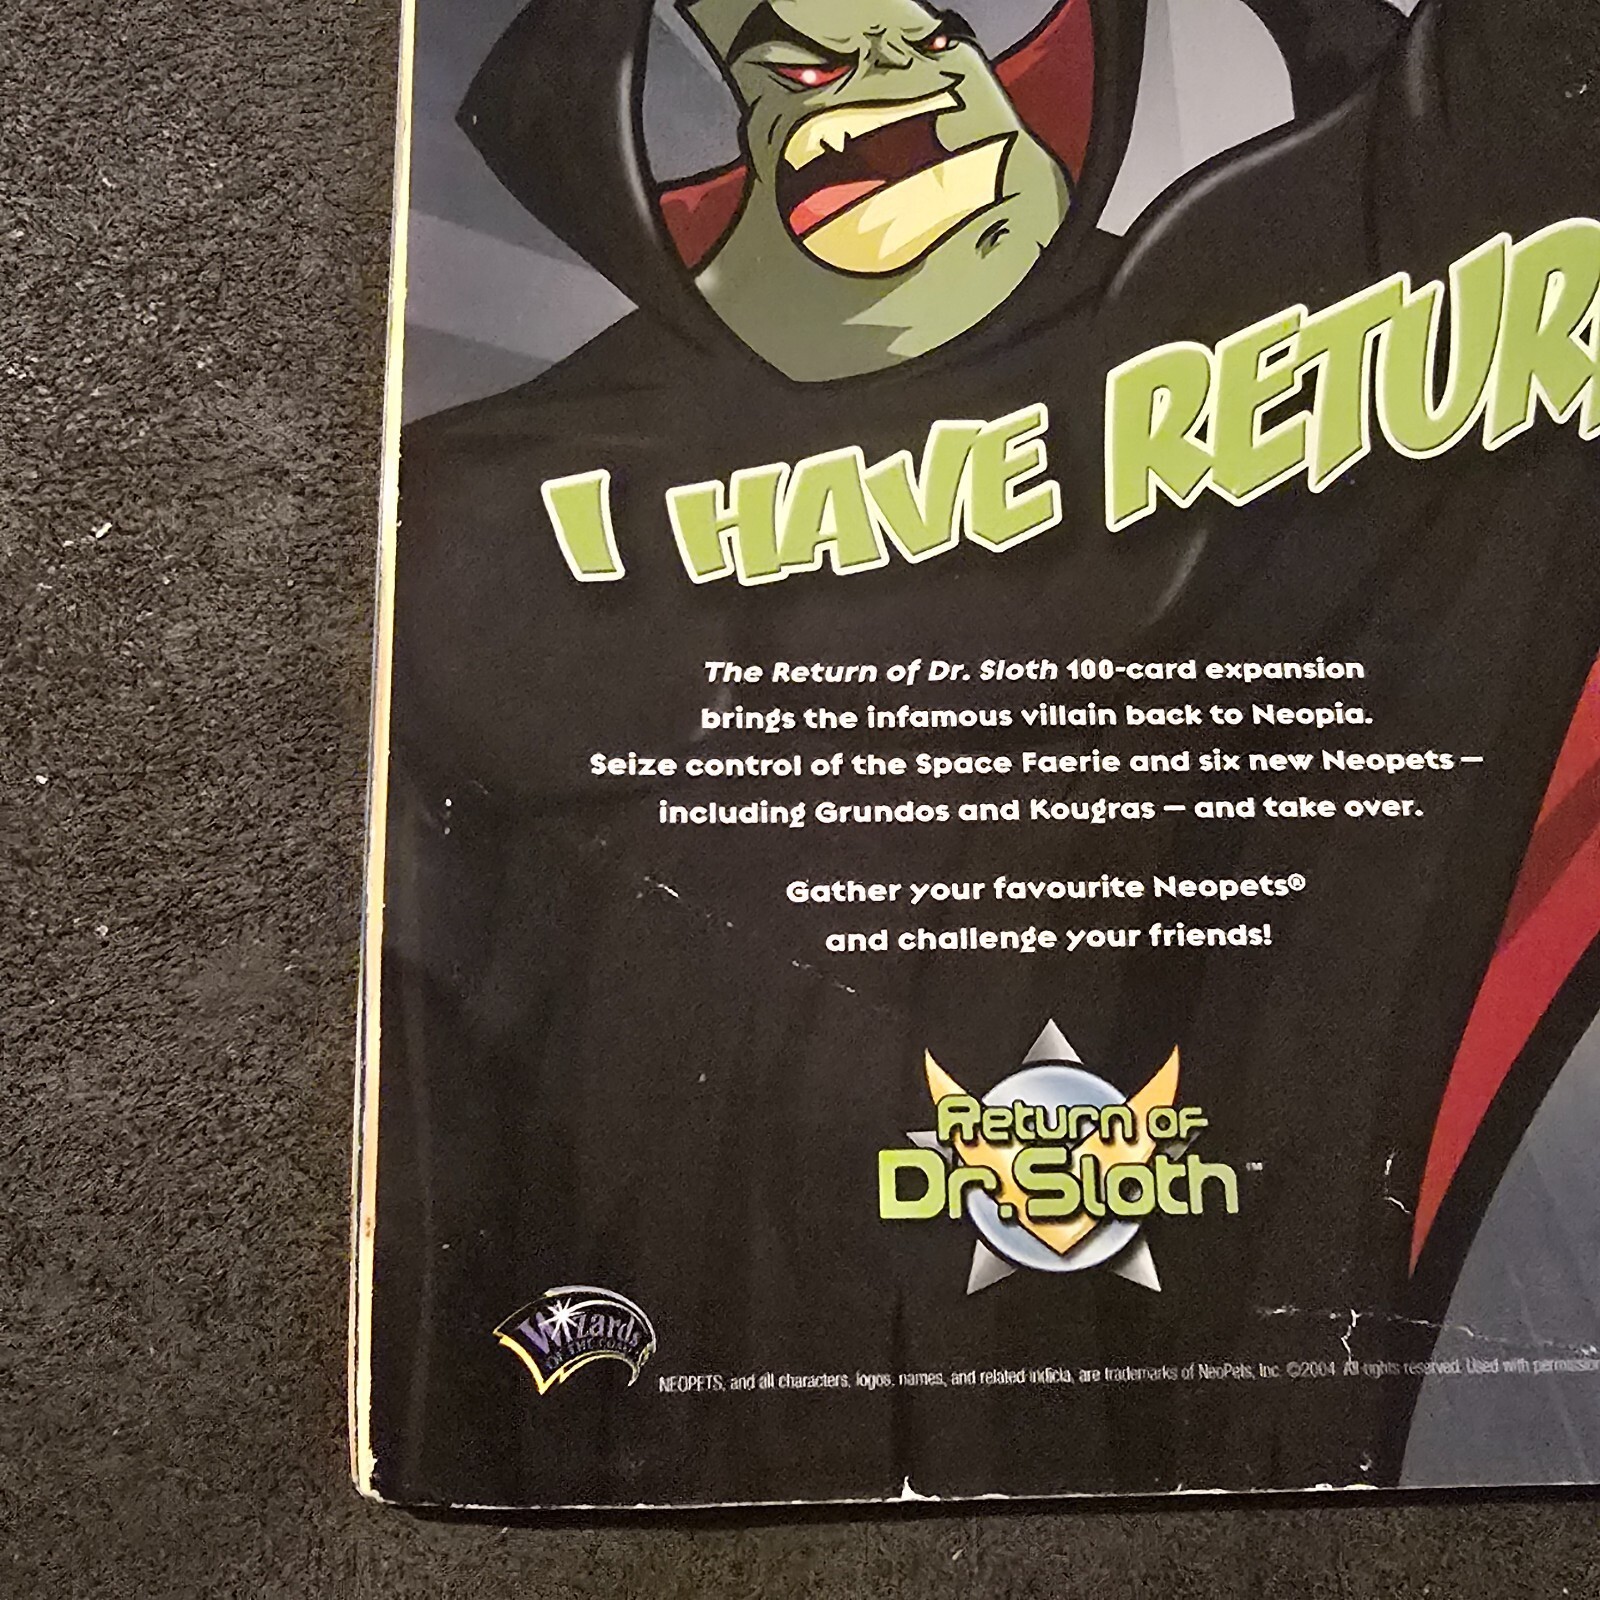 I HAVE RETUR
The Return of Dr. Sloth 100-card expansion
brings the infamous villain back to Neopia.
Seize control of the Space Faerie and six new Neopets —
including Grundos and Kougras — and take over.
Gather your favourite Neopets®
and challenge your friends!
Return of
Dr. Sloth™
Wizards
OF THE COAST
NEOPETS, and all characters, logos, names, and related indicia, are trademarks of NeoPets, Inc. ©2004 All rights reserved. Used with permission